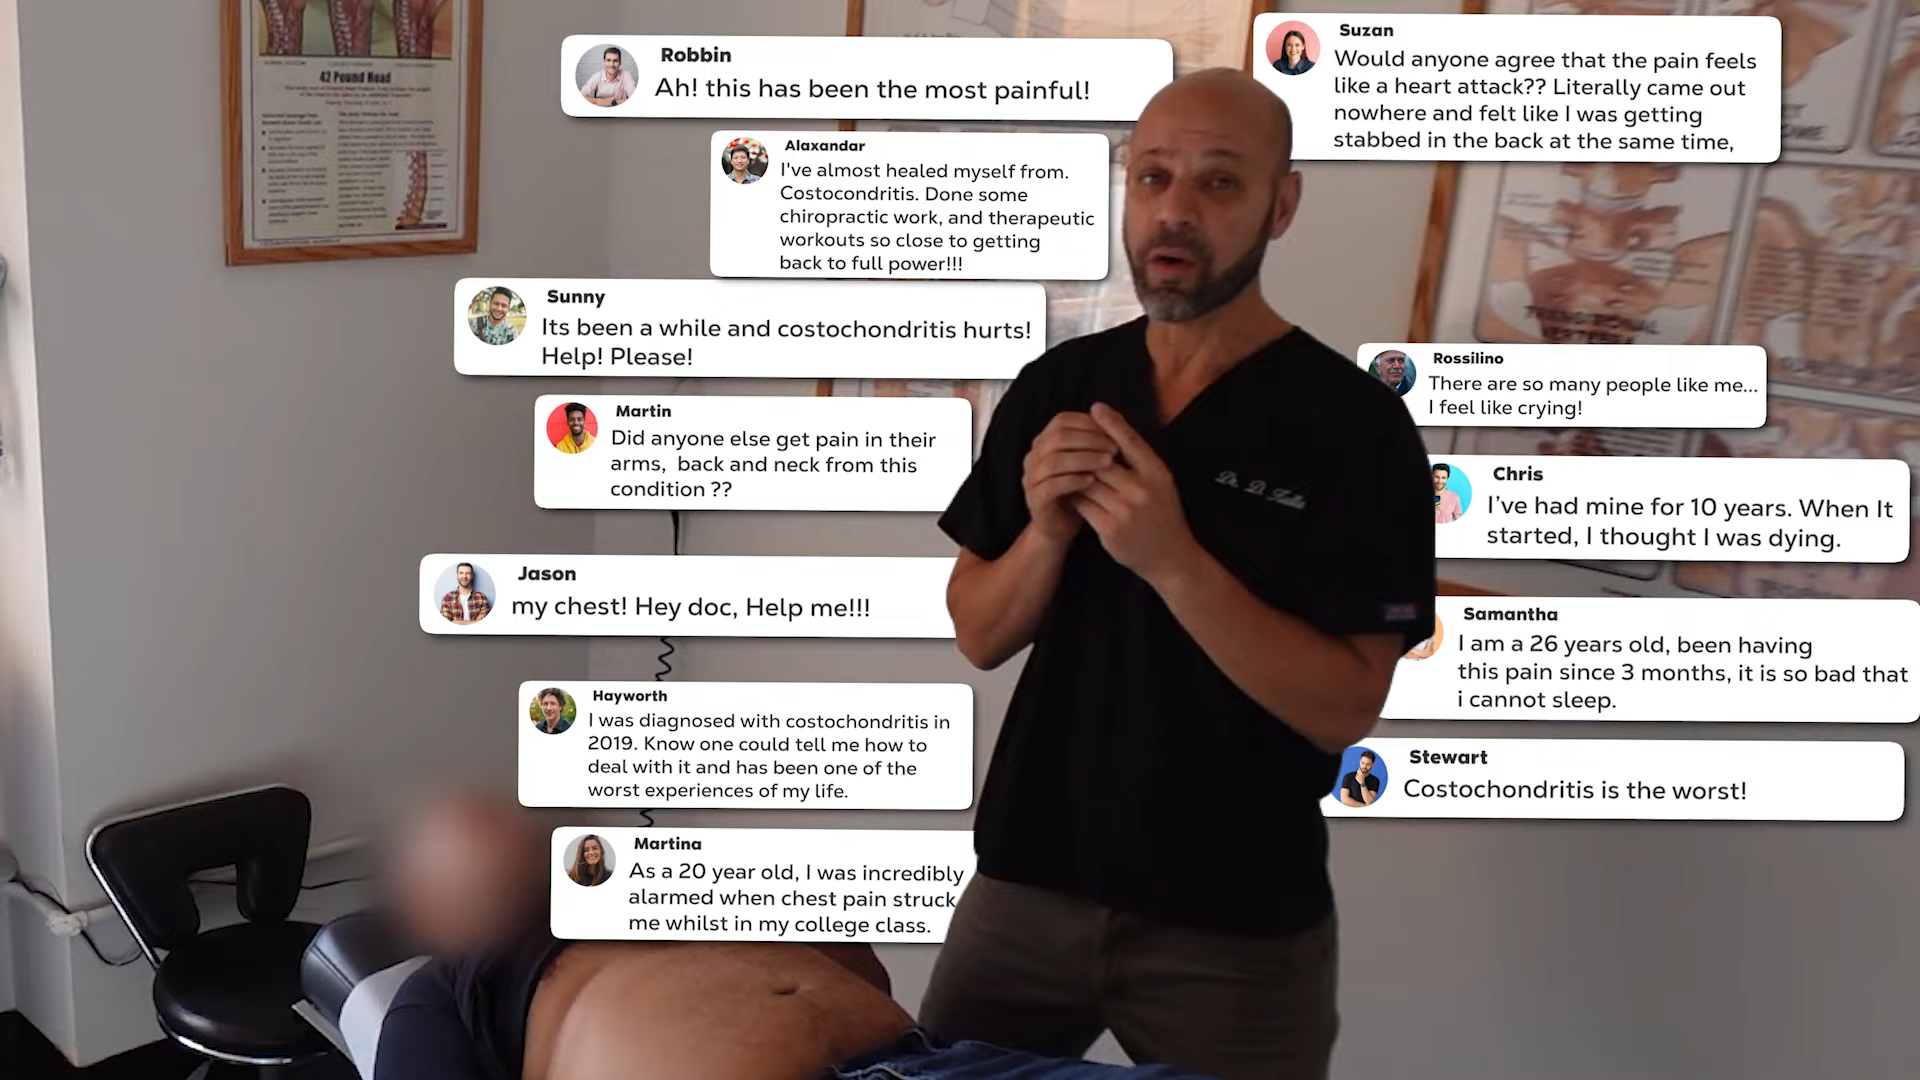 42 Pound Head
Robbin
Ah! this has been the most painful!
Suzan
Would anyone agree that the pain feels
like a heart attack?? Literally came out
nowhere and felt like I was getting
stabbed in the back at the same time,
Alaxandar
I've almost healed myself from.
Costocondritis. Done some
chiropractic work, and therapeutic
workouts so close to getting
back to full power!!!
Sunny
Its been a while and costochondritis hurts!
Help! Please!
Rossilino
There are so many people like me...
I feel like crying!
Martin
Did anyone else get pain in their
arms, back and neck from this
condition ??
Chris
I've had mine for 10 years. When It
started, I thought I was dying.
Dr. D.
Jason
my chest! Hey doc, Help me!!!
Samantha
I am a 26 years old, been having
this pain since 3 months, it is so bad that
i cannot sleep.
Hayworth
I was diagnosed with costochondritis in
2019. Know one could tell me how to
deal with it and has been one of the
worst experiences of my life.
Stewart
Costochondritis is the worst!
Martina
As a 20 year old, I was incredibly
alarmed when chest pain struck
me whilst in my college class.